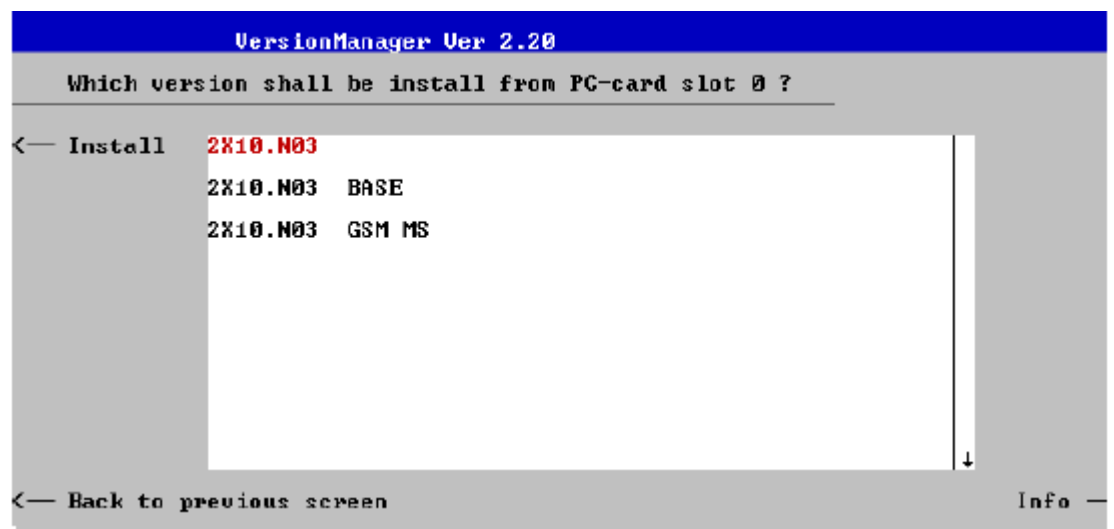 VersionManager Ver 2.20
Which version shall be install from PC-card slot 0 ?
<— Install 2X10.N03
2X10.N03 BASE
2X10.N03 GSM MS
↓
<— Back to previous screen Info —